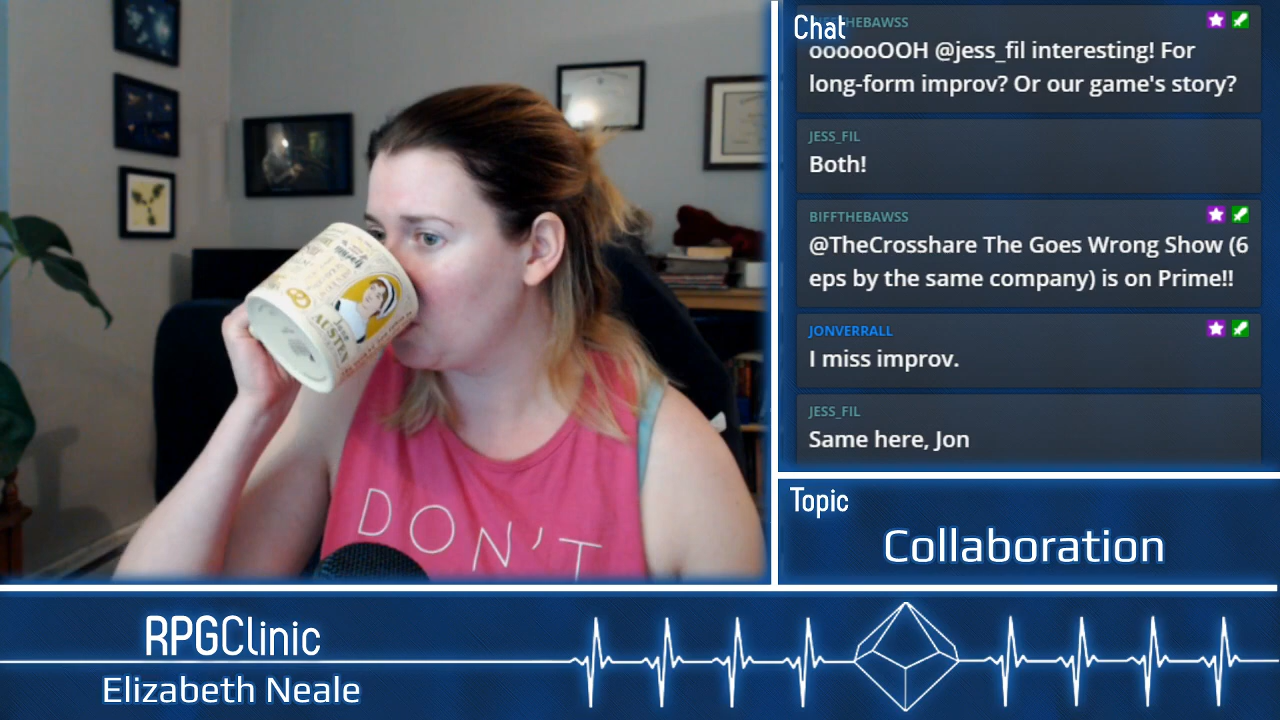 Chat
THEBAWSS
oooooOOH @jess_fil interesting! For
long-form improv? Or our game's story?
JESS_FIL
Both!
BIFFTHEBAWSS
@TheCrosshare The Goes Wrong Show (6
eps by the same company) is on Prime!!
JONVERRALL
I miss improv.
JESS_FIL
Same here, Jon
Topic
Collaboration
AUSTEN
DON'T
RPGClinic
Elizabeth Neale